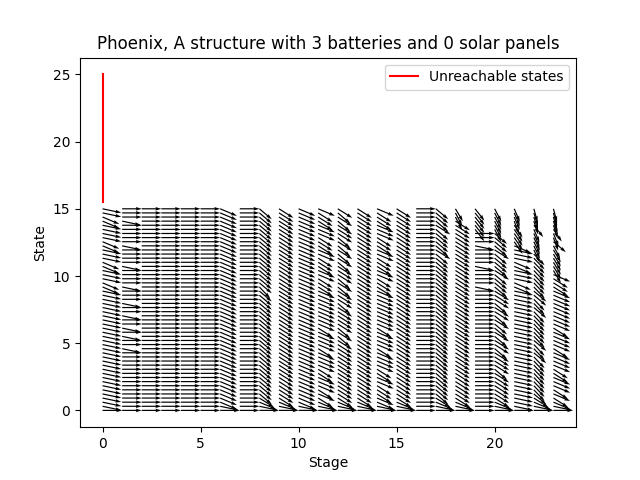 Phoenix, A structure with 3 batteries and 0 solar panels
Unreachable states
25
20
15
10
5
0
State
0 5 10 15 20
Stage